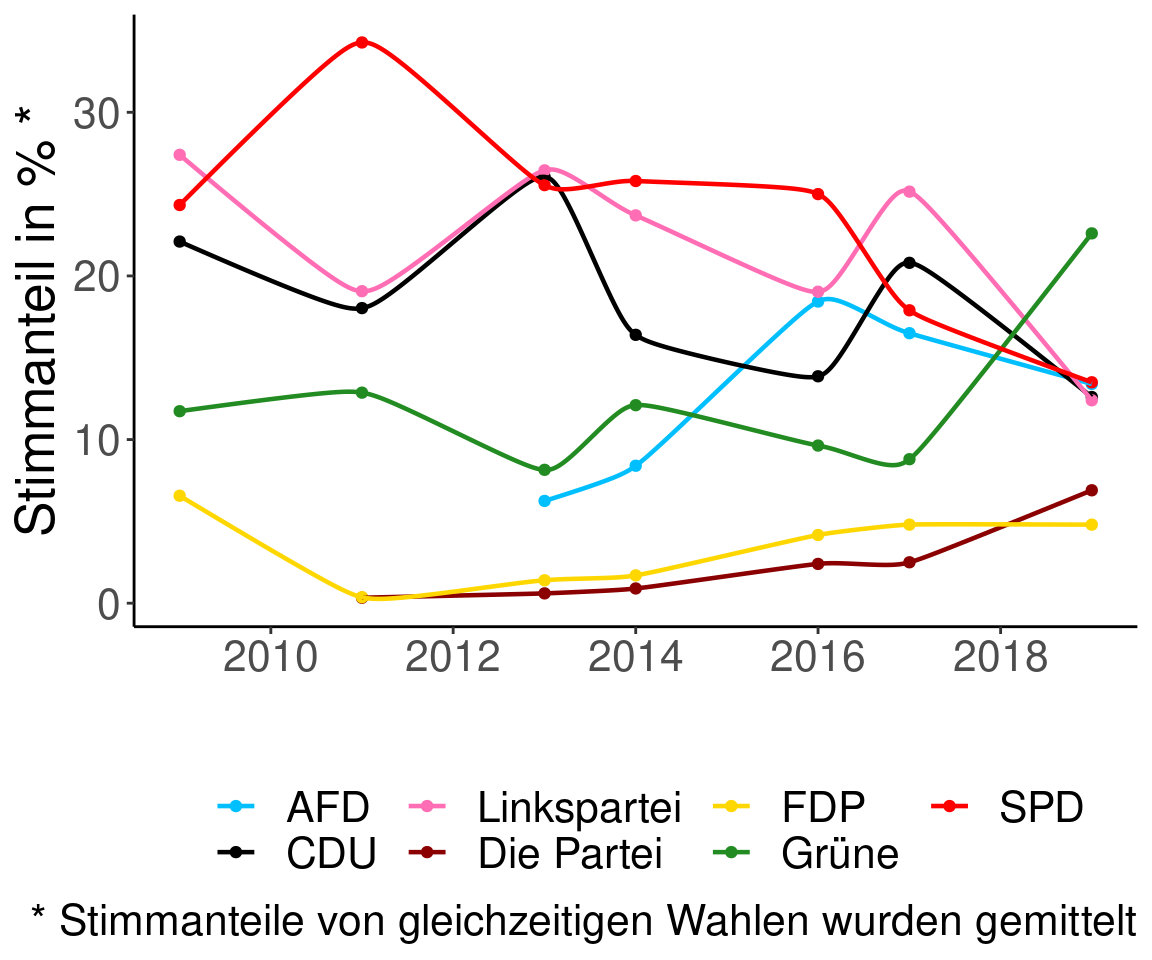 Stimmanteil in % *
30
20
10
0
2010 2012 2014 2016 2018
AFD Linkspartei FDP SPD
CDU Die Partei Grüne
* Stimmanteile von gleichzeitigen Wahlen wurden gemittelt